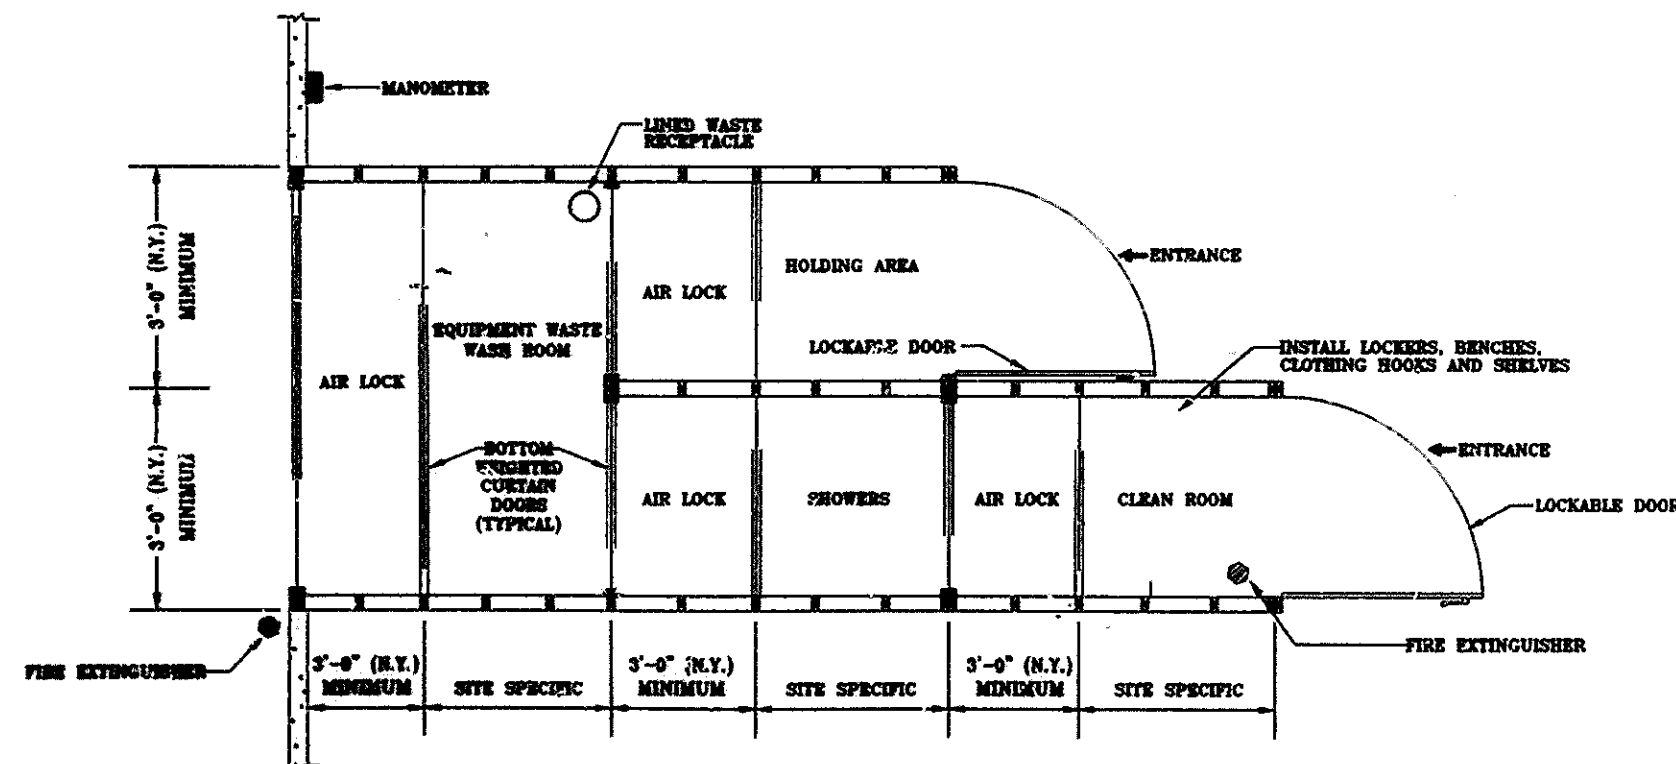 MANOMETER
LINED WASTE
RECEPTACLE
3'-0" (N.Y.)
MINIMUM
HOLDING AREA
ENTRANCE
AIR LOCK
EQUIPMENT WASTE
WASH ROOM
LOCKABLE DOOR
INSTALL LOCKERS, BENCHES,
CLOTHING HOOKS AND SHELVES
AIR LOCK
3'-0" (N.Y.)
MINIMUM
BOTTOM
WEIGHTED
CURTAIN
DOORS
(TYPICAL)
ENTRANCE
AIR LOCK
SHOWERS
AIR LOCK
CLEAN ROOM
LOCKABLE DOOR
FIRE EXTINGUISHER
FIRE EXTINGUISHER
3'-0" (N.Y.)
MINIMUM
SITE SPECIFIC
3'-0" (N.Y.)
MINIMUM
SITE SPECIFIC
3'-0" (N.Y.)
MINIMUM
SITE SPECIFIC